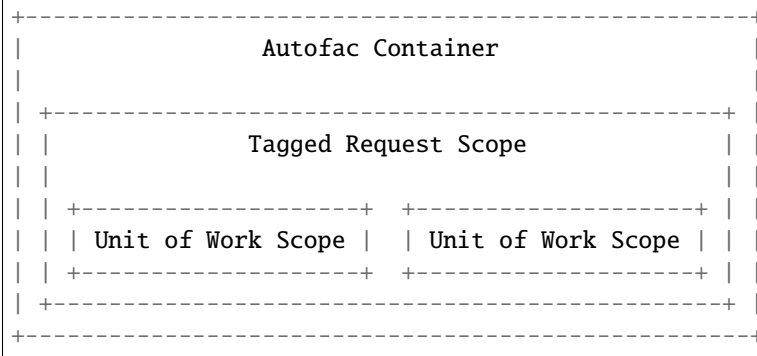 Autofac Container
Tagged Request Scope
Unit of Work Scope Unit of Work Scope